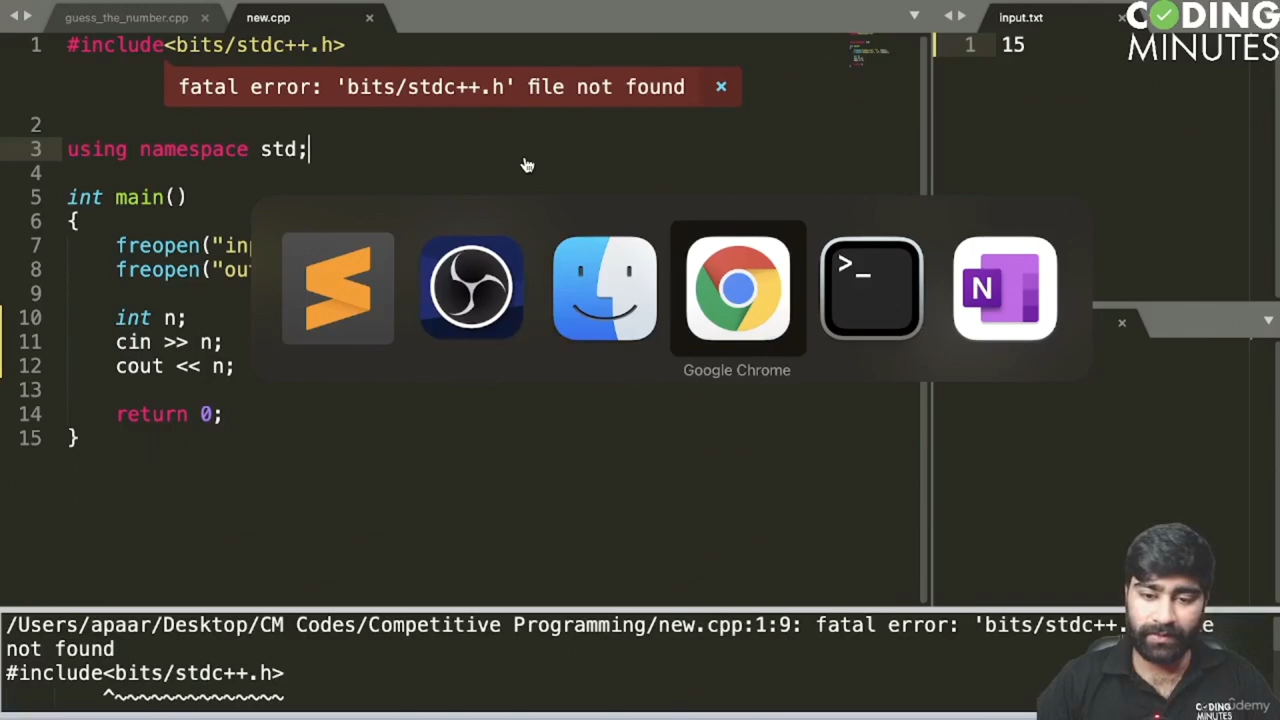 guess_the_number.cpp
new.cpp
input.txt
CODING
MINUTES
1 #include<bits/stdc++.h>
1 15
fatal error: 'bits/stdc++.h' file not found
2
3 using namespace std;
4
5 int main()
6 {
7 freopen("
8 freopen("
9
10 int n;
11 cin >> n;
12 cout << n;
13
14 return 0;
15 }
>_
N
Google Chrome
/Users/apaar/Desktop/CM Codes/Competitive Programming/new.cpp:1:9: fatal error: 'bits/stdc++.
not found
#include<bits/stdc++.h>
^~~~~~~~~~~~~~~~
CODING
MINUTES
udemy